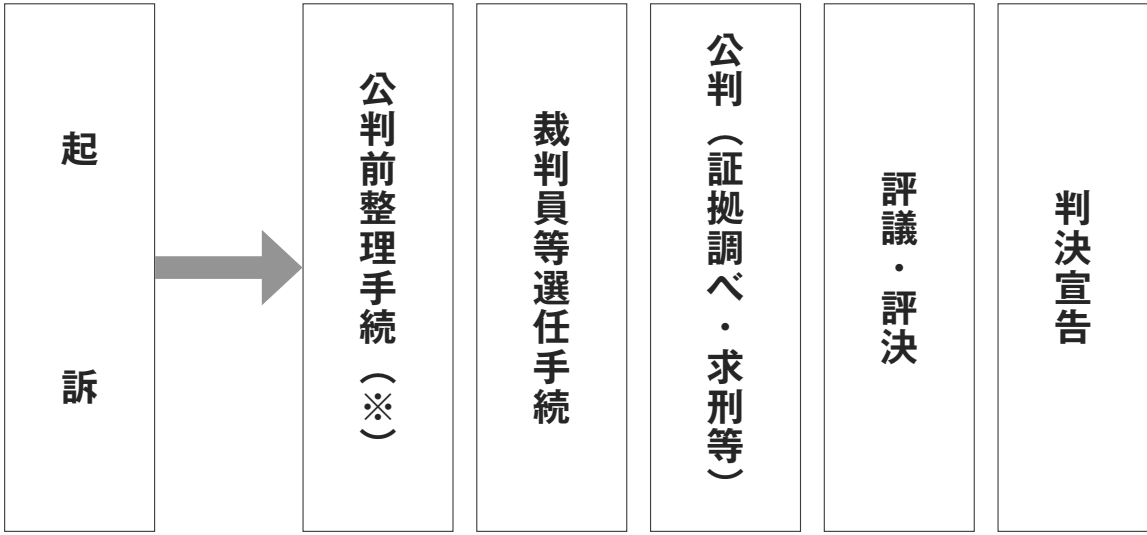 起訴
公判前整理手続（※）
裁判員等選任手続
公判（証拠調べ・求刑等）
評議・評決
判決宣告